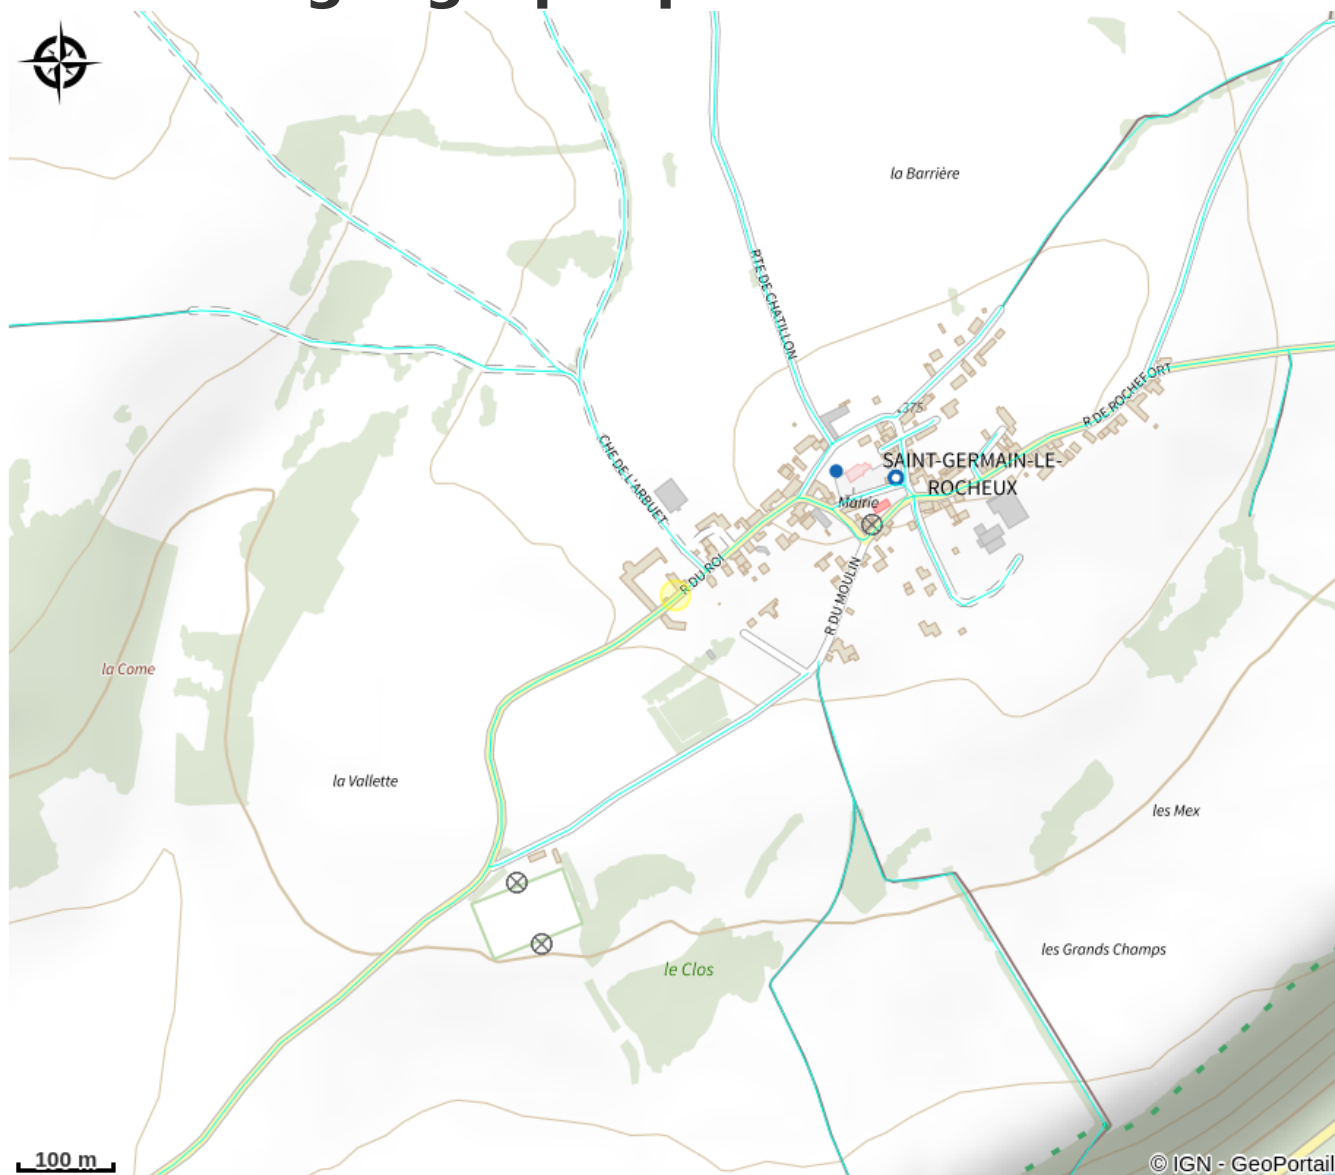 la Barrière
RTE DE CHATILLON
R DE ROCHEFORT
375
SAINT-GERMAIN-LE-
ROCHEUX
CHE DE L'ARBUET
Mairie
R DU ROI
R DU MOULIN
la Come
la Vallette
les Mex
les Grands Champs
le Clos
100 m
© IGN - GeoPortail